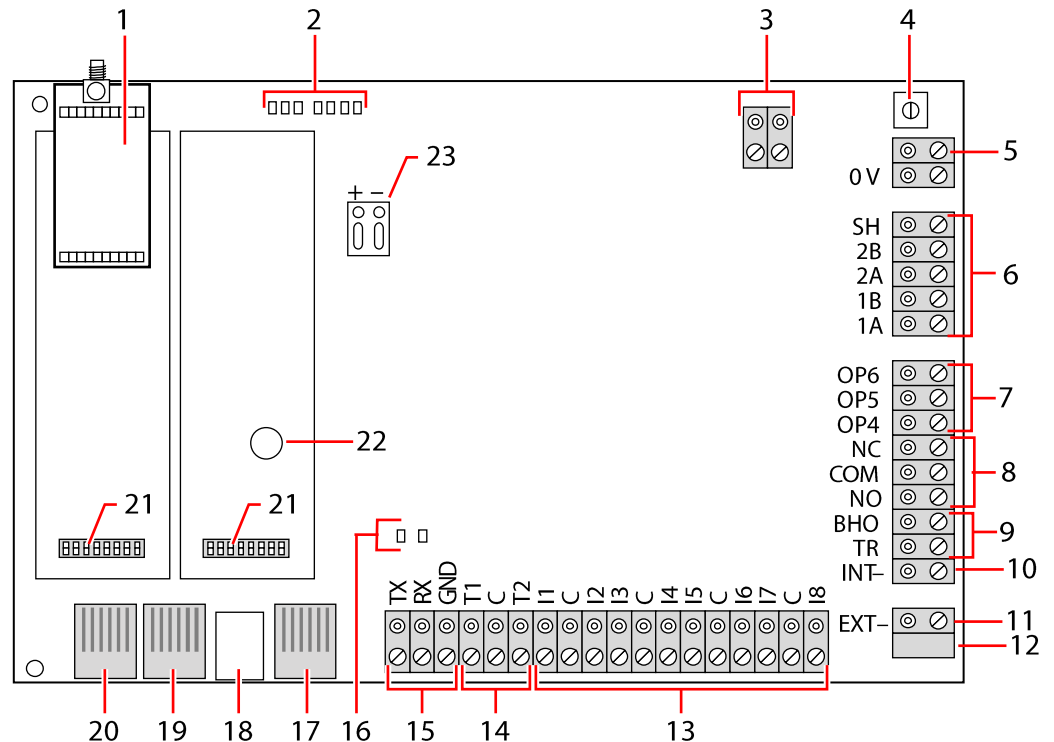 1
2
3
4
5
0 V
23
+ −
SH
2B
2A
1B
1A
6
OP6
OP5
OP4
7
NC
COM
NO
8
BHO
TR
9
INT–
10
EXT–
11
12
22
21
21
16
TX RX GND T1 C T2 I1 C I2 I3 C I4 I5 C I6 I7 C I8
20 19 18 17 16 15 14 13